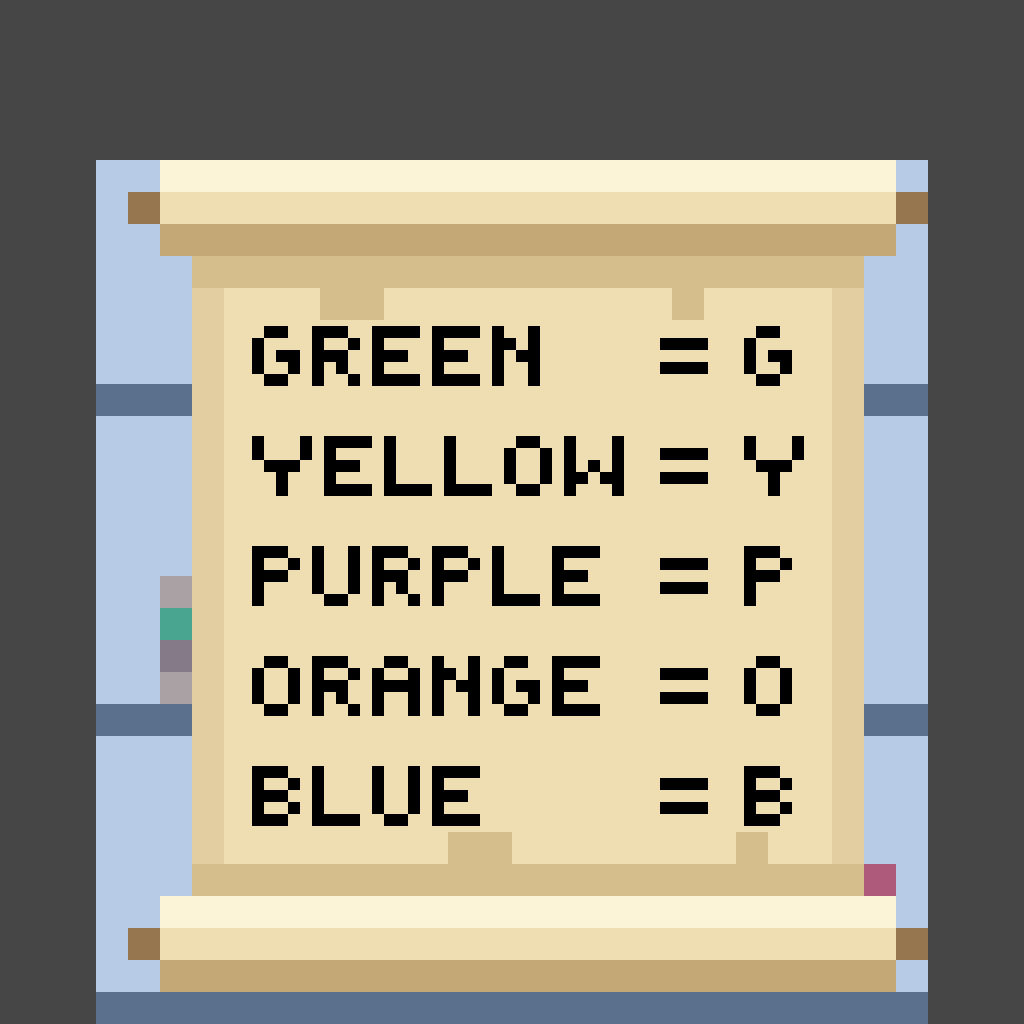 GREEN = G
YELLOW = Y
PURPLE = P
ORANGE = O
BLUE = B